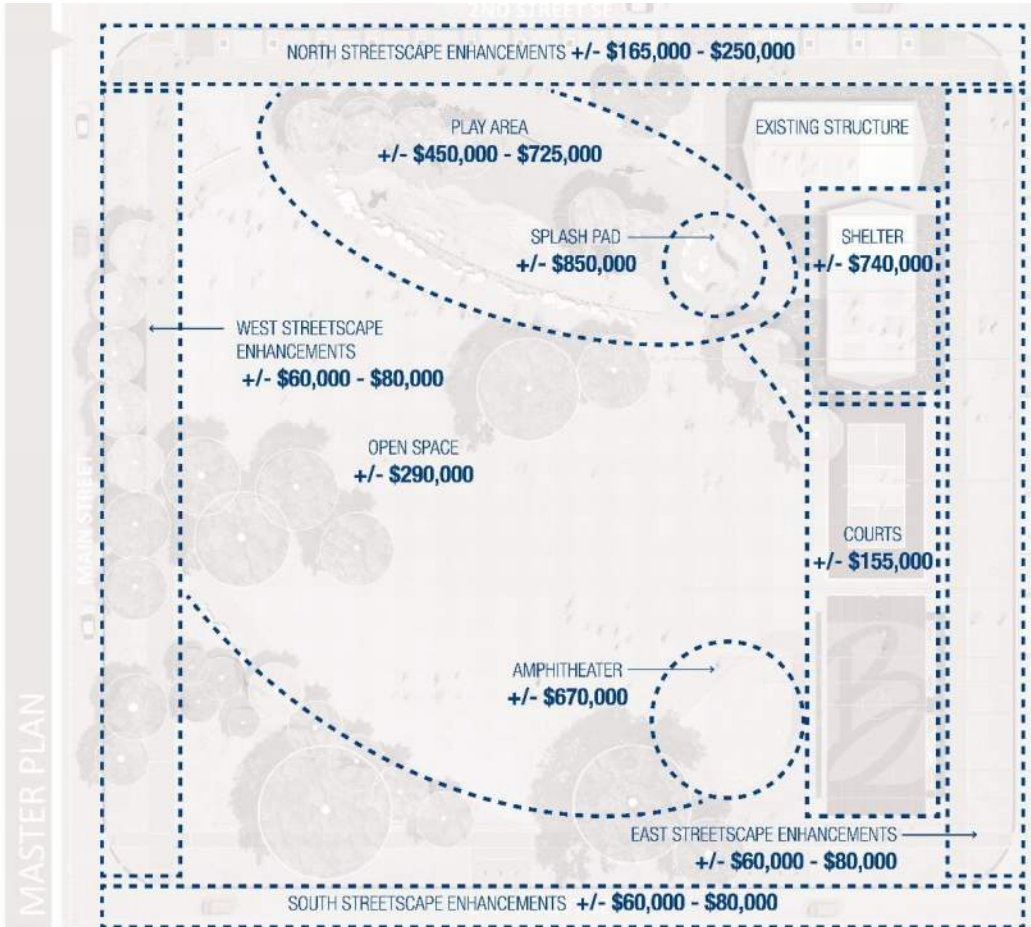 2ND STREET SE
NORTH STREETSCAPE ENHANCEMENTS +/- $165,000 - $250,000
PLAY AREA
+/- $450,000 - $725,000
EXISTING STRUCTURE
SPLASH PAD
+/- $850,000
SHELTER
+/- $740,000
WEST STREETSCAPE
ENHANCEMENTS
+/- $60,000 - $80,000
OPEN SPACE
+/- $290,000
MAIN STREET
COURTS
+/- $155,000
AMPHITHEATER
+/- $670,000
B
EAST STREETSCAPE ENHANCEMENTS
+/- $60,000 - $80,000
SOUTH STREETSCAPE ENHANCEMENTS +/- $60,000 - $80,000
MASTER PLAN